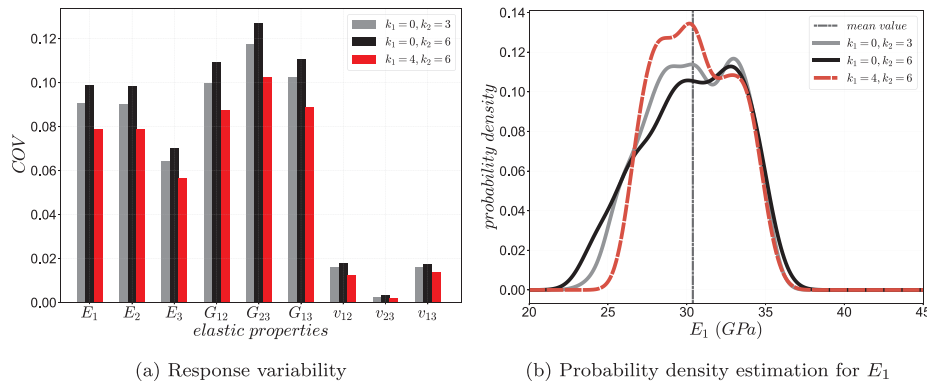 k₁ = 0, k₂ = 3
k₁ = 0, k₂ = 6
k₁ = 4, k₂ = 6
COV
0.12
0.10
0.08
0.06
0.04
0.02
0.00
E₁ E₂ E₃ G₁₂ G₂₃ G₁₃ ν₁₂ ν₂₃ ν₁₃
elastic properties
(a) Response variability
mean value
k₁ = 0, k₂ = 3
k₁ = 0, k₂ = 6
k₁ = 4, k₂ = 6
probability density
0.14
0.12
0.10
0.08
0.06
0.04
0.02
0.00
20 25 30 35 40 45
E₁ (GPa)
(b) Probability density estimation for E₁